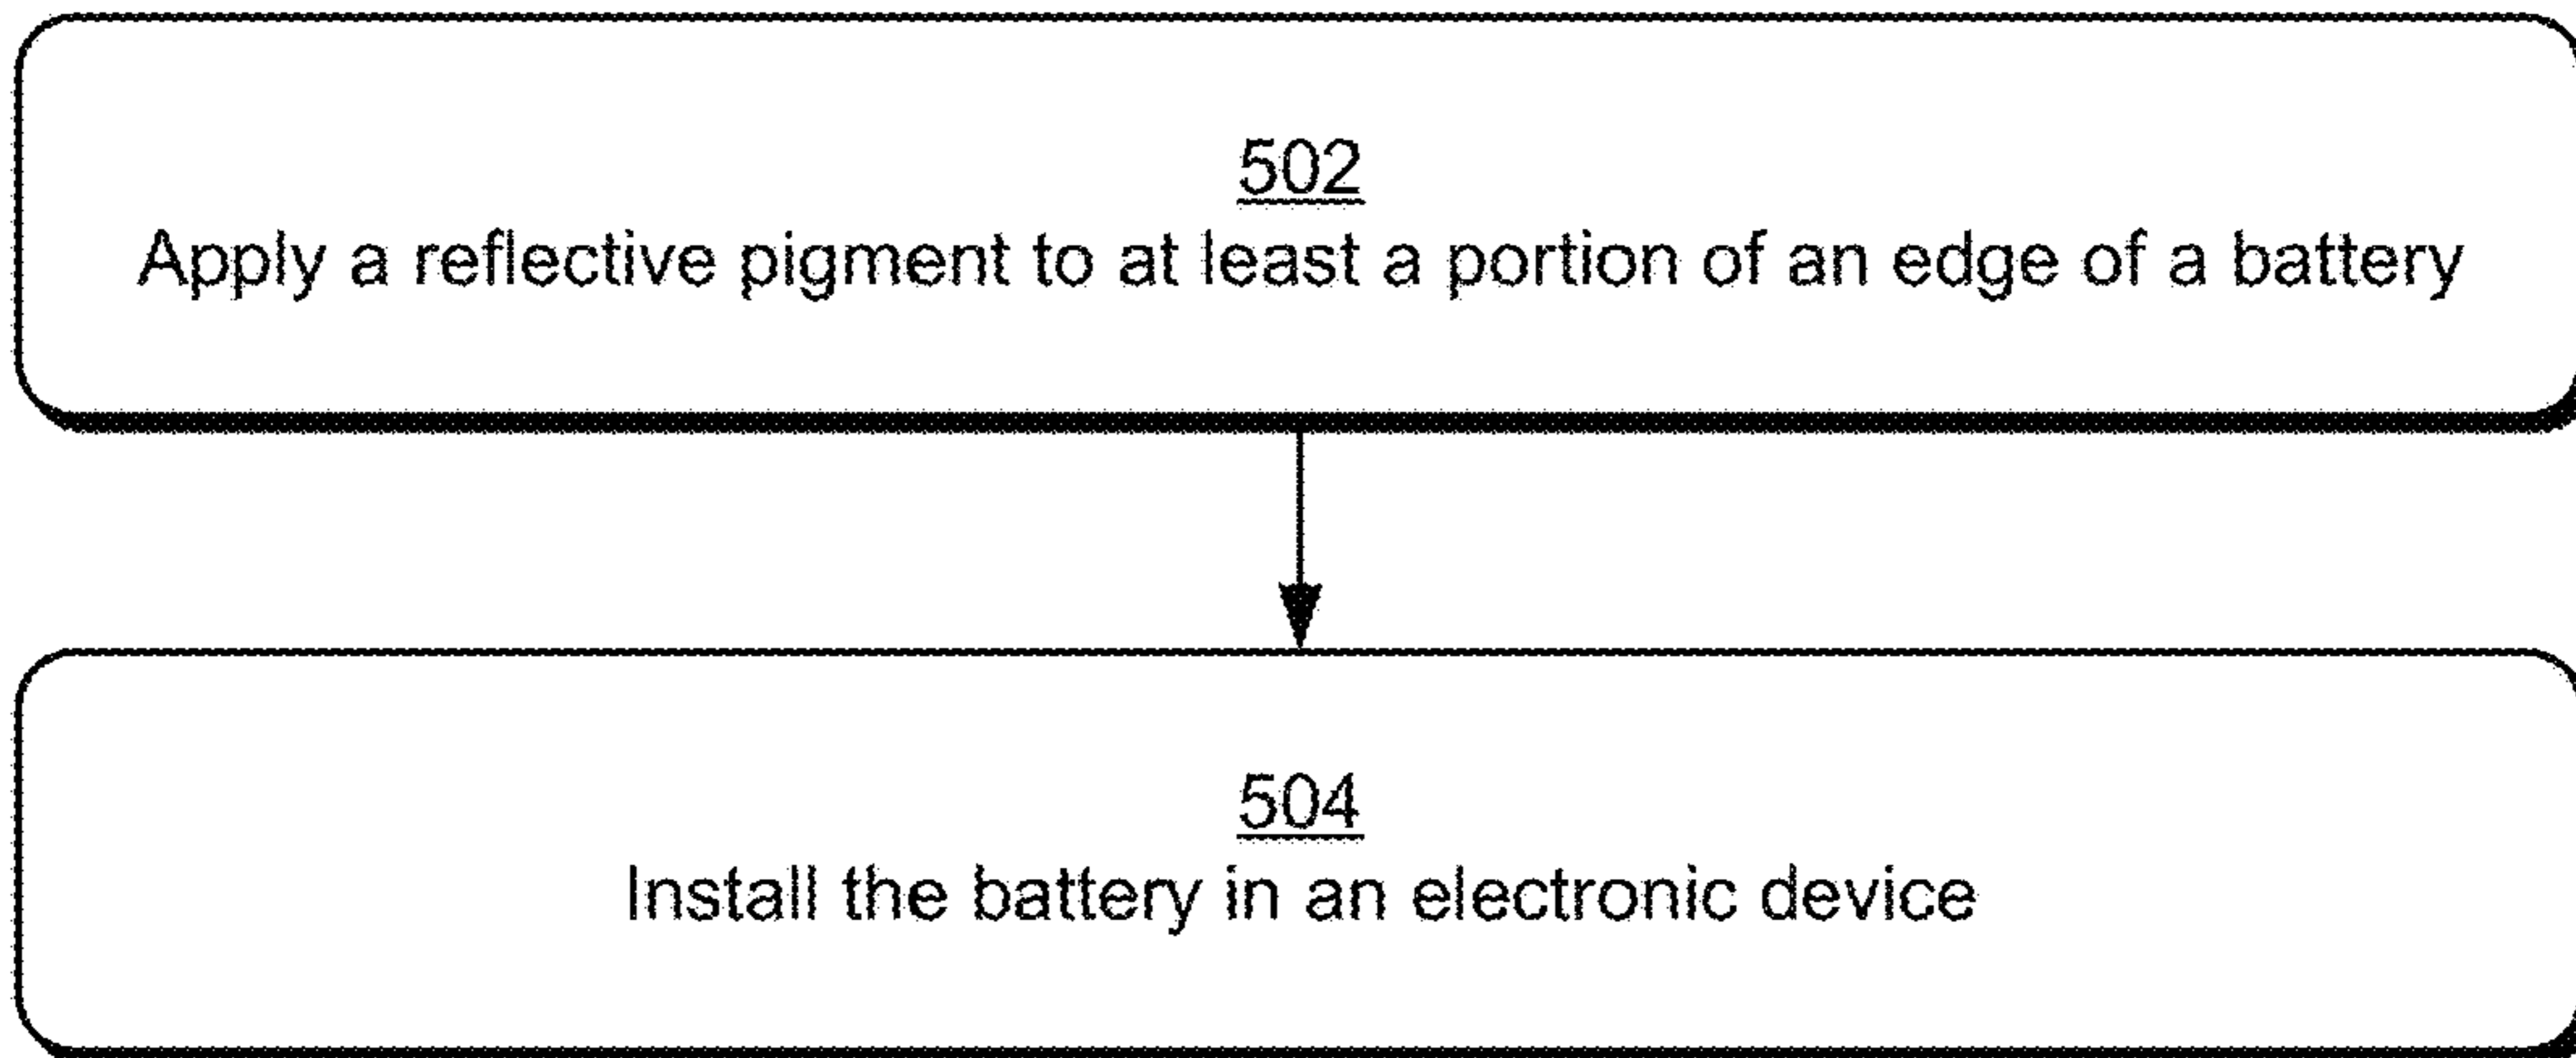 502
Apply a reflective pigment to at least a portion of an edge of a battery
504
Install the battery in an electronic device